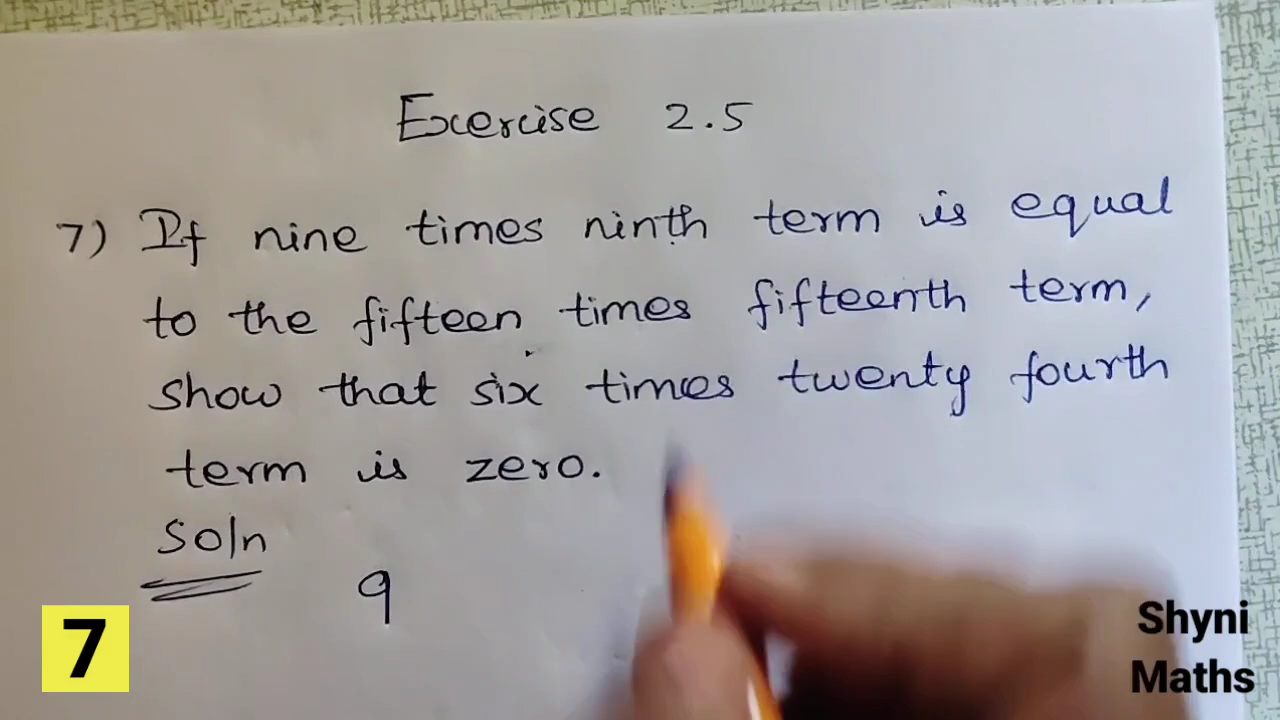 Exercise 2.5
7) If nine times ninth term is equal
to the fifteen times fifteenth term,
show that six times twenty fourth
term is zero.
Soln
9
7
Shyni
Maths